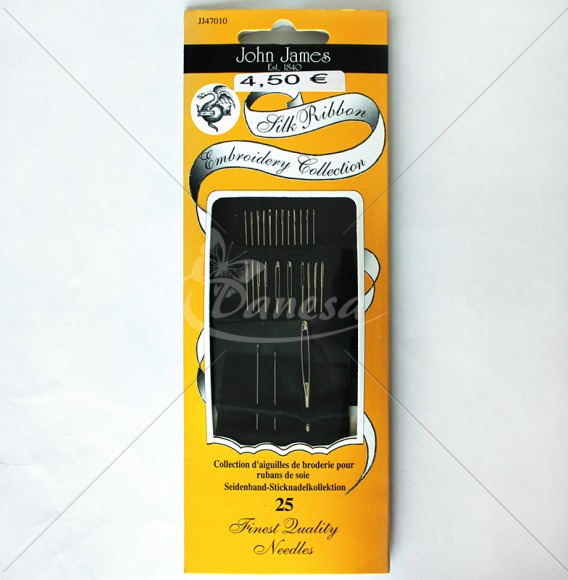 JJ47010
John James
Est. 1840
4,50 €
Silk Ribbon
Embroidery Collection
Danesa
Collection d'aiguilles de broderie pour
rubans de soie
Seidenband-Sticknadelkollektion
25
Finest Quality
Needles